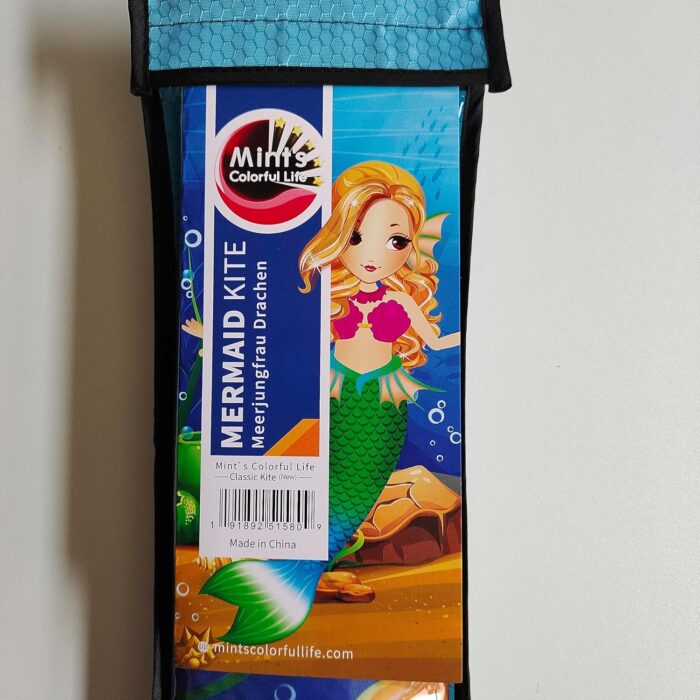 Mint's
Colorful Life
MERMAID KITE
Meerjungfrau Drachen
Mint's Colorful Life
Classic Kite (New)
1 91892 51580 9
Made in China
mintscolorfullife.com